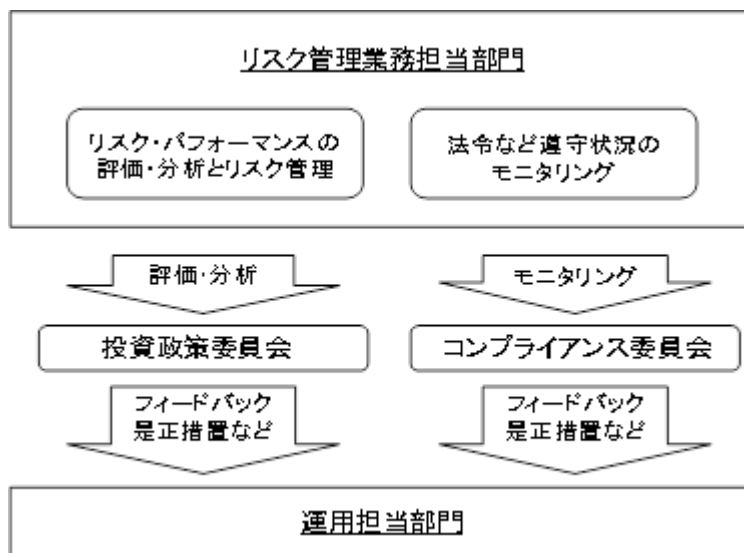 リスク管理業務担当部門
リスク・パフォーマンスの
評価・分析とリスク管理
法令など遵守状況の
モニタリング
評価・分析
モニタリング
投資政策委員会
コンプライアンス委員会
フィードバック
是正措置など
フィードバック
是正措置など
運用担当部門